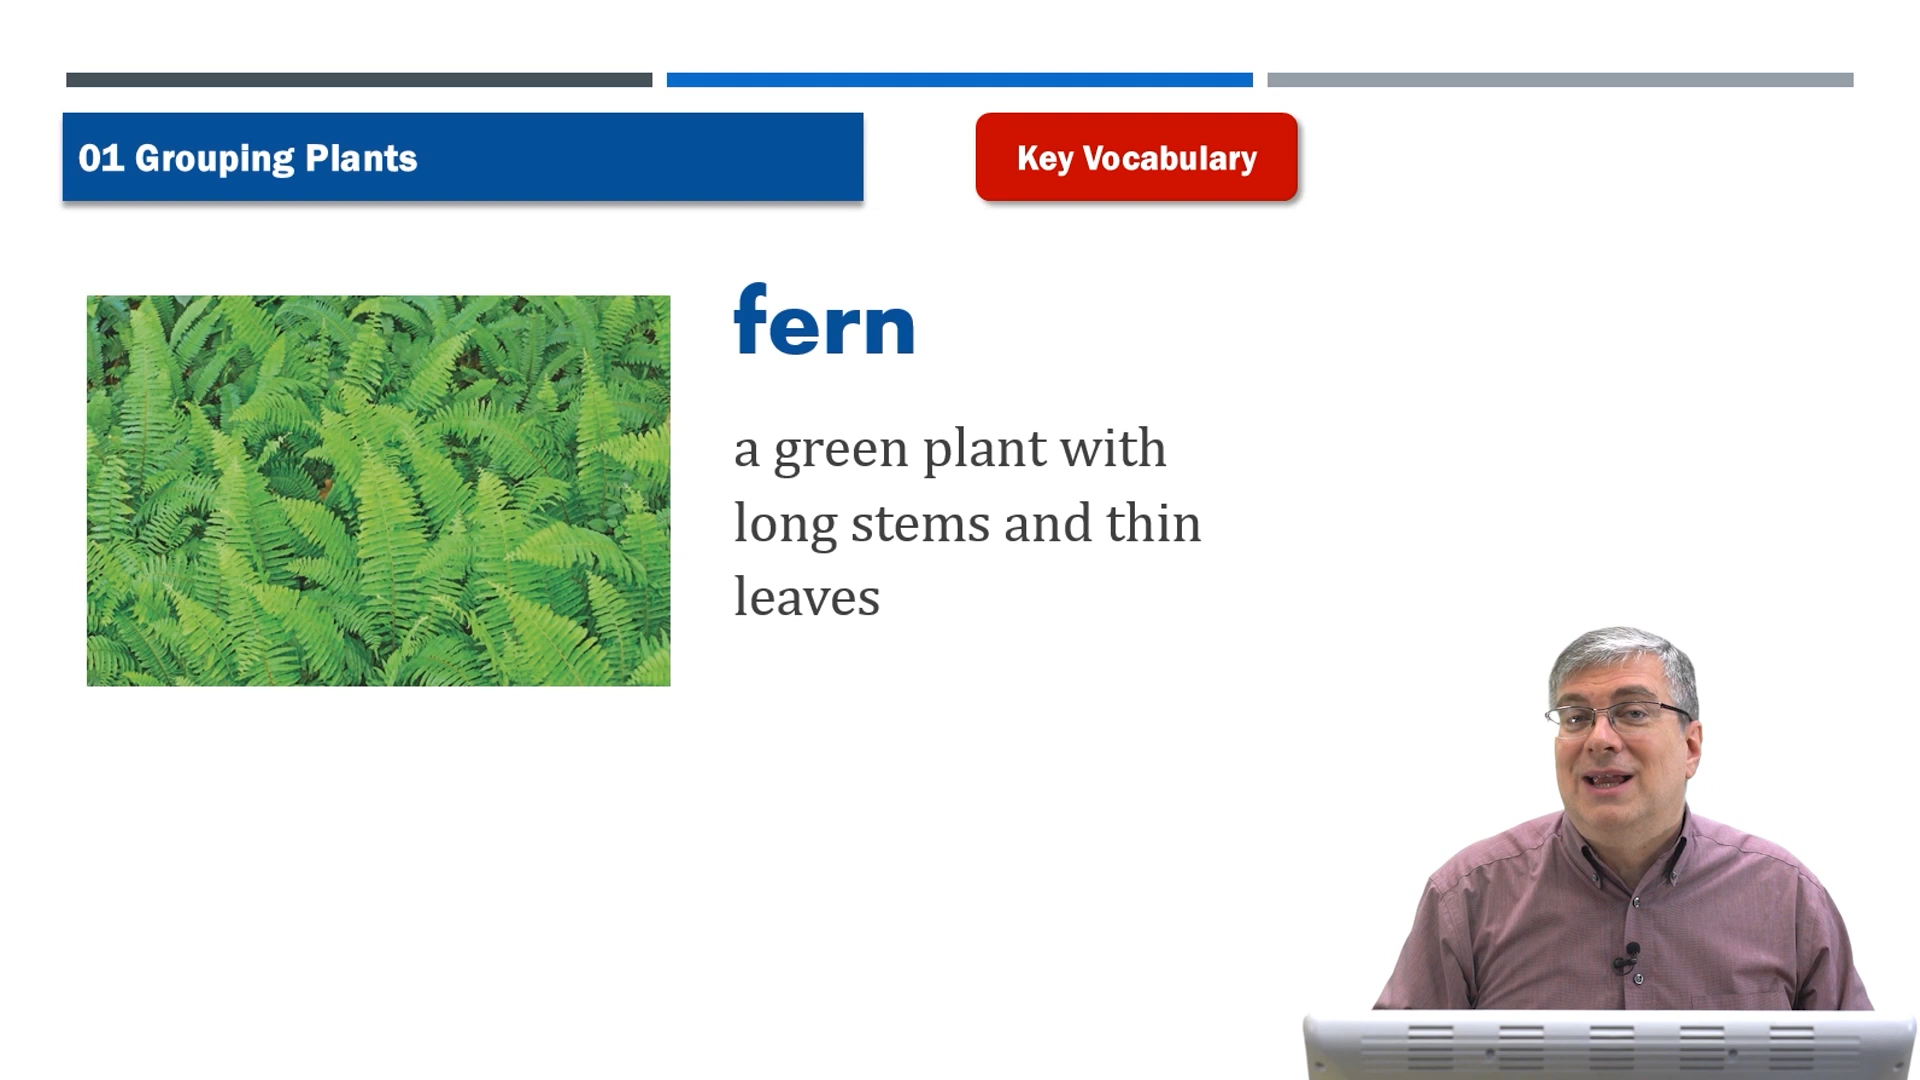 01 Grouping Plants
Key Vocabulary
fern
a green plant with
long stems and thin
leaves